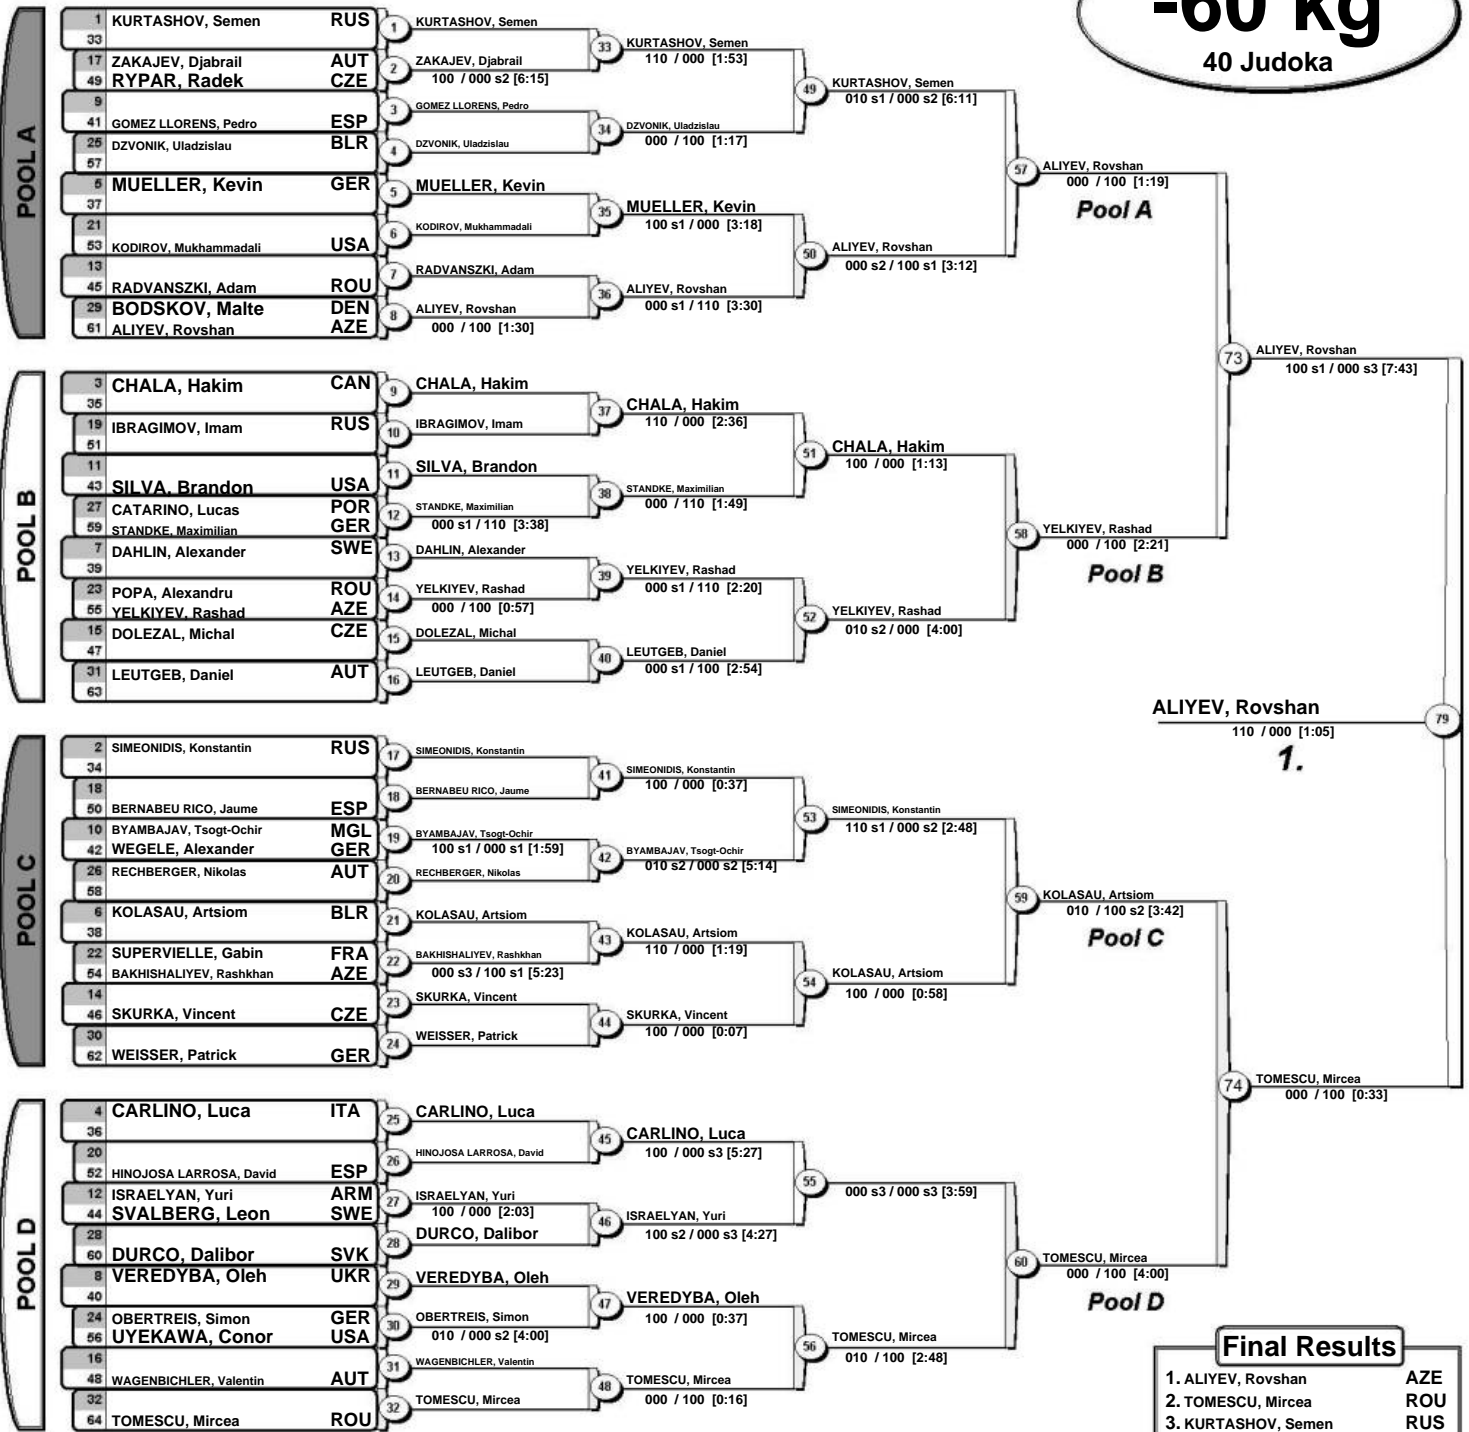 -60 kg
40 Judoka
POOL A
1 KURTASHOV, Semen RUS
33
17 ZAKAJEV, Djabrail AUT
49 RYPAR, Radek CZE
9
41 GOMEZ LLORENS, Pedro ESP
25 DZVONIK, Uladzislau BLR
57
5 MUELLER, Kevin GER
37
21
53 KODIROV, Mukhammadali USA
13
45 RADVANSZKI, Adam ROU
29 BODSKOV, Malte DEN
61 ALIYEV, Rovshan AZE
1 KURTASHOV, Semen
2 ZAKAJEV, Djabrail
100 / 000 s2 [6:15]
3 GOMEZ LLORENS, Pedro
4 DZVONIK, Uladzislau
5 MUELLER, Kevin
6 KODIROV, Mukhammadali
7 RADVANSZKI, Adam
8 ALIYEV, Rovshan
000 / 100 [1:30]
33 KURTASHOV, Semen
110 / 000 [1:53]
34 DZVONIK, Uladzislau
000 / 100 [1:17]
35 MUELLER, Kevin
100 s1 / 000 [3:18]
36 ALIYEV, Rovshan
000 s1 / 110 [3:30]
49 KURTASHOV, Semen
010 s1 / 000 s2 [6:11]
50 ALIYEV, Rovshan
000 s2 / 100 s1 [3:12]
57 ALIYEV, Rovshan
000 / 100 [1:19]
Pool A
POOL B
3 CHALA, Hakim CAN
35
19 IBRAGIMOV, Imam RUS
51
11
43 SILVA, Brandon USA
27 CATARINO, Lucas POR
59 STANDKE, Maximilian GER
7 DAHLIN, Alexander SWE
39
23 POPA, Alexandru ROU
55 YELKIYEV, Rashad AZE
15 DOLEZAL, Michal CZE
47
31 LEUTGEB, Daniel AUT
63
9 CHALA, Hakim
10 IBRAGIMOV, Imam
11 SILVA, Brandon
12 STANDKE, Maximilian
000 s1 / 110 [3:38]
13 DAHLIN, Alexander
14 YELKIYEV, Rashad
000 / 100 [0:57]
15 DOLEZAL, Michal
16 LEUTGEB, Daniel
37 CHALA, Hakim
110 / 000 [2:36]
38 STANDKE, Maximilian
000 / 110 [1:49]
39 YELKIYEV, Rashad
000 s1 / 110 [2:20]
40 LEUTGEB, Daniel
000 s1 / 100 [2:54]
51 CHALA, Hakim
100 / 000 [1:13]
52 YELKIYEV, Rashad
010 s2 / 000 [4:00]
58 YELKIYEV, Rashad
000 / 100 [2:21]
Pool B
73 ALIYEV, Rovshan
100 s1 / 000 s3 [7:43]
ALIYEV, Rovshan 79
110 / 000 [1:05]
1.
POOL C
2 SIMEONIDIS, Konstantin RUS
34
18
50 BERNABEU RICO, Jaume ESP
10 BYAMBAJAV, Tsogt-Ochir MGL
42 WEGELE, Alexander GER
26 RECHBERGER, Nikolas AUT
58
6 KOLASAU, Artsiom BLR
38
22 SUPERVIELLE, Gabin FRA
54 BAKHISHALIYEV, Rashkhan AZE
14
46 SKURKA, Vincent CZE
30
62 WEISSER, Patrick GER
17 SIMEONIDIS, Konstantin
18 BERNABEU RICO, Jaume
19 BYAMBAJAV, Tsogt-Ochir
100 s1 / 000 s1 [1:59]
20 RECHBERGER, Nikolas
21 KOLASAU, Artsiom
22 BAKHISHALIYEV, Rashkhan
000 s3 / 100 s1 [5:23]
23 SKURKA, Vincent
24 WEISSER, Patrick
41 SIMEONIDIS, Konstantin
100 / 000 [0:37]
42 BYAMBAJAV, Tsogt-Ochir
010 s2 / 000 s2 [5:14]
43 KOLASAU, Artsiom
110 / 000 [1:19]
44 SKURKA, Vincent
100 / 000 [0:07]
53 SIMEONIDIS, Konstantin
110 s1 / 000 s2 [2:48]
54 KOLASAU, Artsiom
100 / 000 [0:58]
59 KOLASAU, Artsiom
010 / 100 s2 [3:42]
Pool C
POOL D
4 CARLINO, Luca ITA
36
20
52 HINOJOSA LARROSA, David ESP
12 ISRAELYAN, Yuri ARM
44 SVALBERG, Leon SWE
28
60 DURCO, Dalibor SVK
8 VEREDYBA, Oleh UKR
40
24 OBERTREIS, Simon GER
56 UYEKAWA, Conor USA
16
48 WAGENBICHLER, Valentin AUT
32
64 TOMESCU, Mircea ROU
25 CARLINO, Luca
26 HINOJOSA LARROSA, David
27 ISRAELYAN, Yuri
100 / 000 [2:03]
28 DURCO, Dalibor
29 VEREDYBA, Oleh
30 OBERTREIS, Simon
010 / 000 s2 [4:00]
31 WAGENBICHLER, Valentin
32 TOMESCU, Mircea
45 CARLINO, Luca
100 / 000 s3 [5:27]
46 ISRAELYAN, Yuri
100 s2 / 000 s3 [4:27]
47 VEREDYBA, Oleh
100 / 000 [0:37]
48 TOMESCU, Mircea
000 / 100 [0:16]
55
000 s3 / 000 s3 [3:59]
56 TOMESCU, Mircea
010 / 100 [2:48]
60 TOMESCU, Mircea
000 / 100 [4:00]
Pool D
74 TOMESCU, Mircea
000 / 100 [0:33]
Final Results
1. ALIYEV, Rovshan AZE
2. TOMESCU, Mircea ROU
3. KURTASHOV, Semen RUS